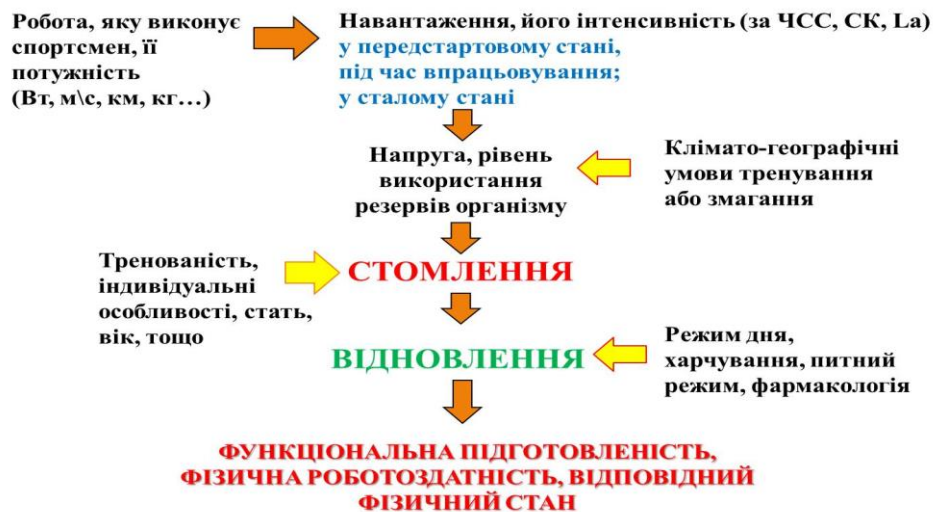 Робота, яку виконує
спортсмен, її
потужність
(Вт, м\с, км, кг…)
Навантаження, його інтенсивність (за ЧСС, СК, La)
у передстартовому стані,
під час впрацьовування;
у сталому стані
Напруга, рівень
використання
резервів організму
Клімато-географічні
умови тренування
або змагання
Тренованість,
індивідуальні
особливості, стать,
вік, тощо
СТОМЛЕННЯ
ВІДНОВЛЕННЯ
Режим дня,
харчування, питний
режим, фармакологія
ФУНКЦІОНАЛЬНА ПІДГОТОВЛЕНІСТЬ,
ФІЗИЧНА РОБОТОЗДАТНІСТЬ, ВІДПОВІДНИЙ
ФІЗИЧНИЙ СТАН